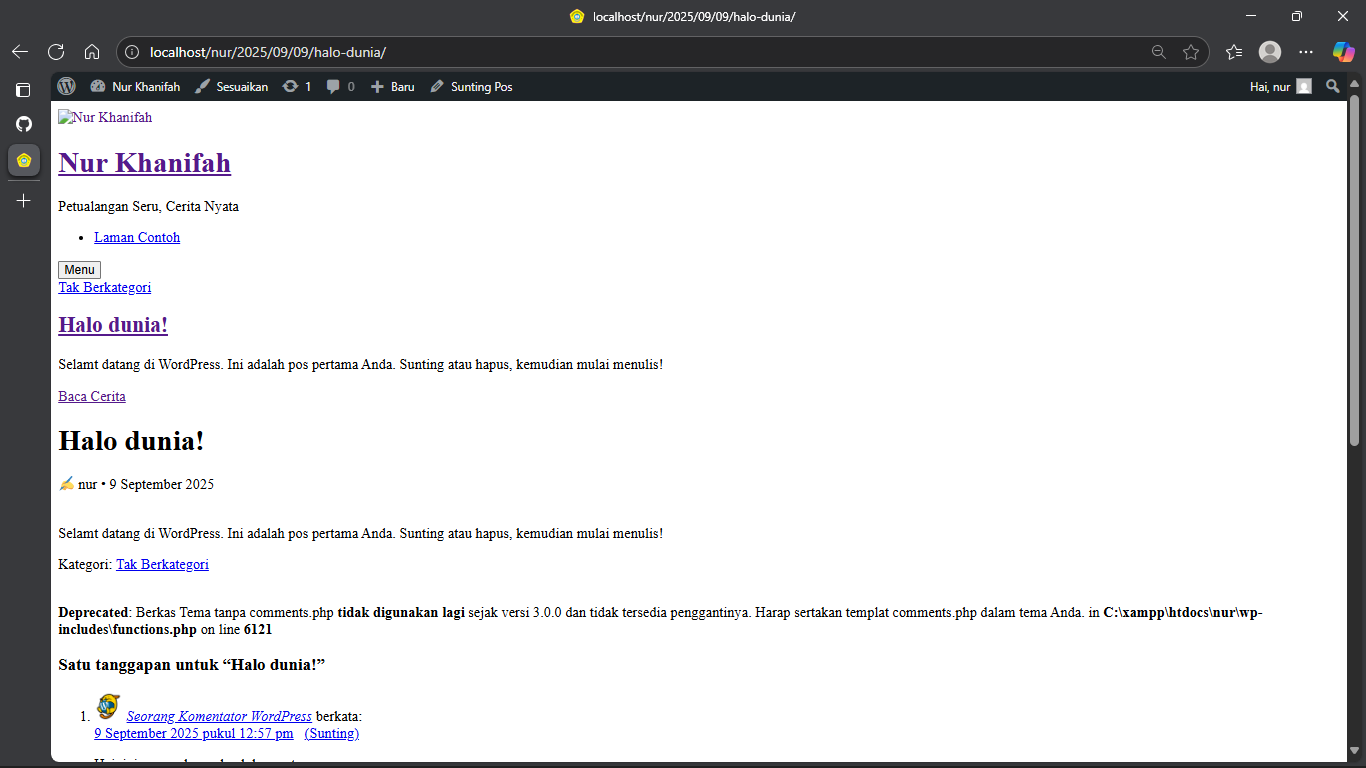 localhost/nur/2025/09/09/halo-dunia/
localhost/nur/2025/09/09/halo-dunia/
Nur Khanifah Sesuaikan 1 0 Baru Sunting Pos Hai, nur
Nur Khanifah
Nur Khanifah
Petualangan Seru, Cerita Nyata
Laman Contoh
Menu
Tak Berkategori
Halo dunia!
Selamt datang di WordPress. Ini adalah pos pertama Anda. Sunting atau hapus, kemudian mulai menulis!
Baca Cerita
Halo dunia!
✍ nur • 9 September 2025
Selamt datang di WordPress. Ini adalah pos pertama Anda. Sunting atau hapus, kemudian mulai menulis!
Kategori: Tak Berkategori
Deprecated: Berkas Tema tanpa comments.php tidak digunakan lagi sejak versi 3.0.0 dan tidak tersedia penggantinya. Harap sertakan templat comments.php dalam tema Anda. in C:\xampp\htdocs\nur\wp-
includes\functions.php on line 6121
Satu tanggapan untuk “Halo dunia!”
1. Seorang Komentator WordPress berkata:
9 September 2025 pukul 12:57 pm (Sunting)